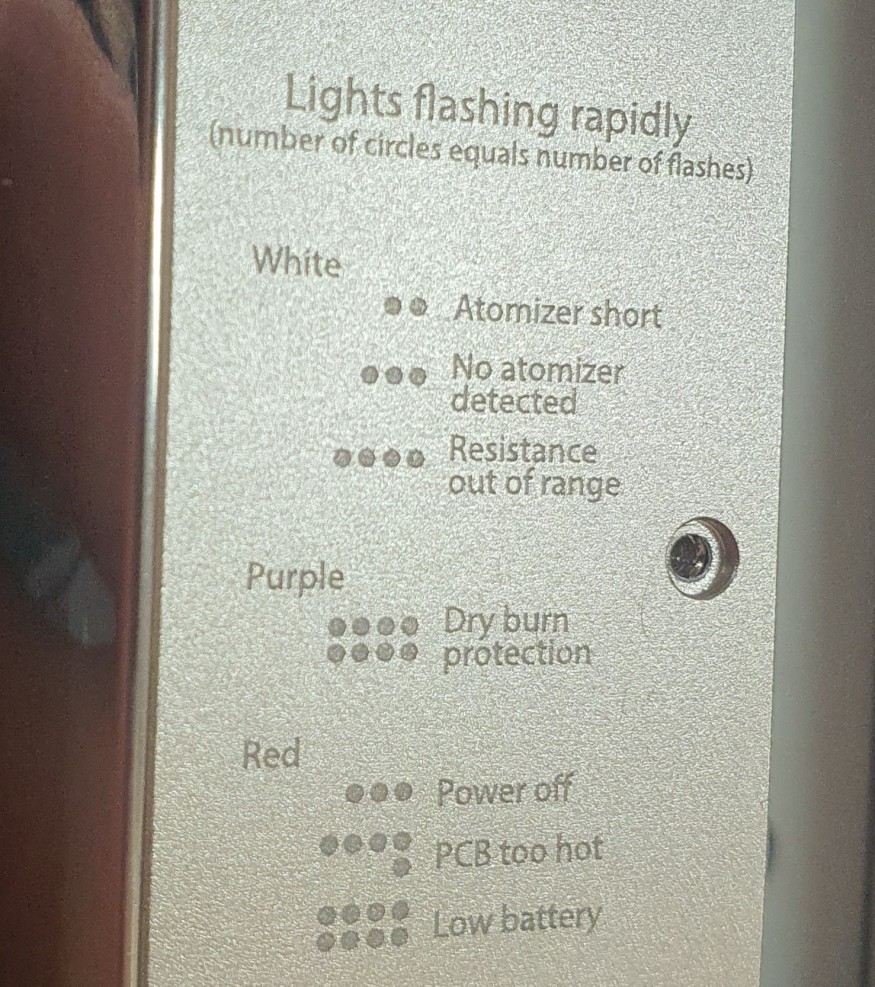 Lights flashing rapidly
(number of circles equals number of flashes)
White
Atomizer short
No atomizer
detected
Resistance
out of range
Purple
Dry burn
protection
Red
Power off
PCB too hot
Low battery